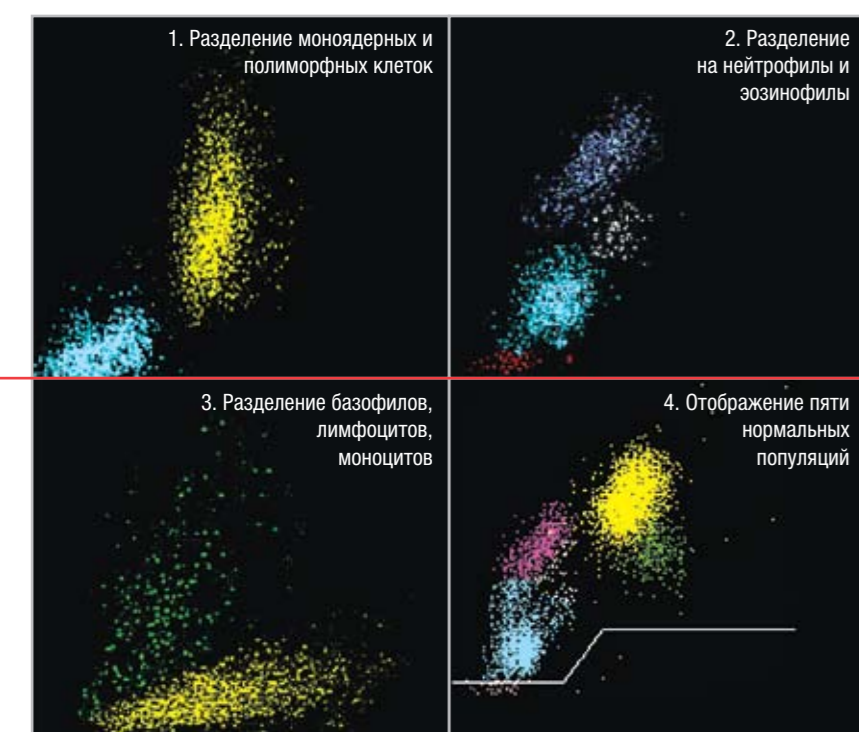 1. Разделение моноядерных и
полиморфных клеток
2. Разделение
на нейтрофилы и
эозинофилы
3. Разделение базофилов,
лимфоцитов,
моноцитов
4. Отображение пяти
нормальных
популяций